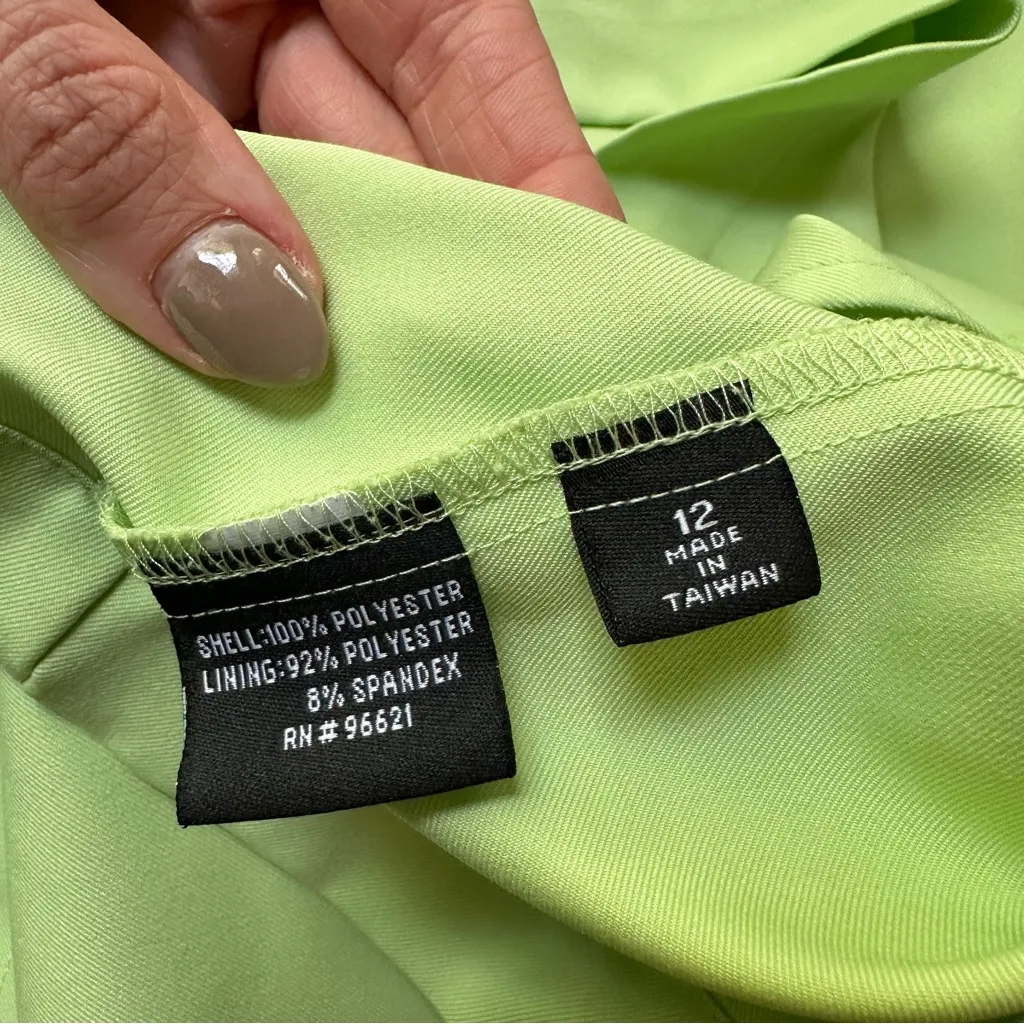 SHELL:100% POLYESTER
LINING:92% POLYESTER
8% SPANDEX
RN#96621
12
MADE
IN
TAIWAN